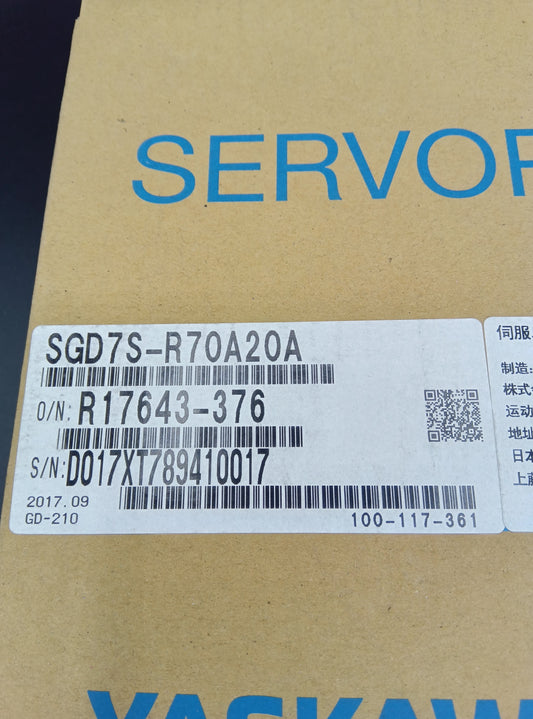 SERVOP
SGD7S-R70A20A
O/N: R17643-376
S/N: D017XT789410017
2017.09
GD-210
100-117-361
伺服
制造:
株式
运动
地址
日本
上
YASKAW